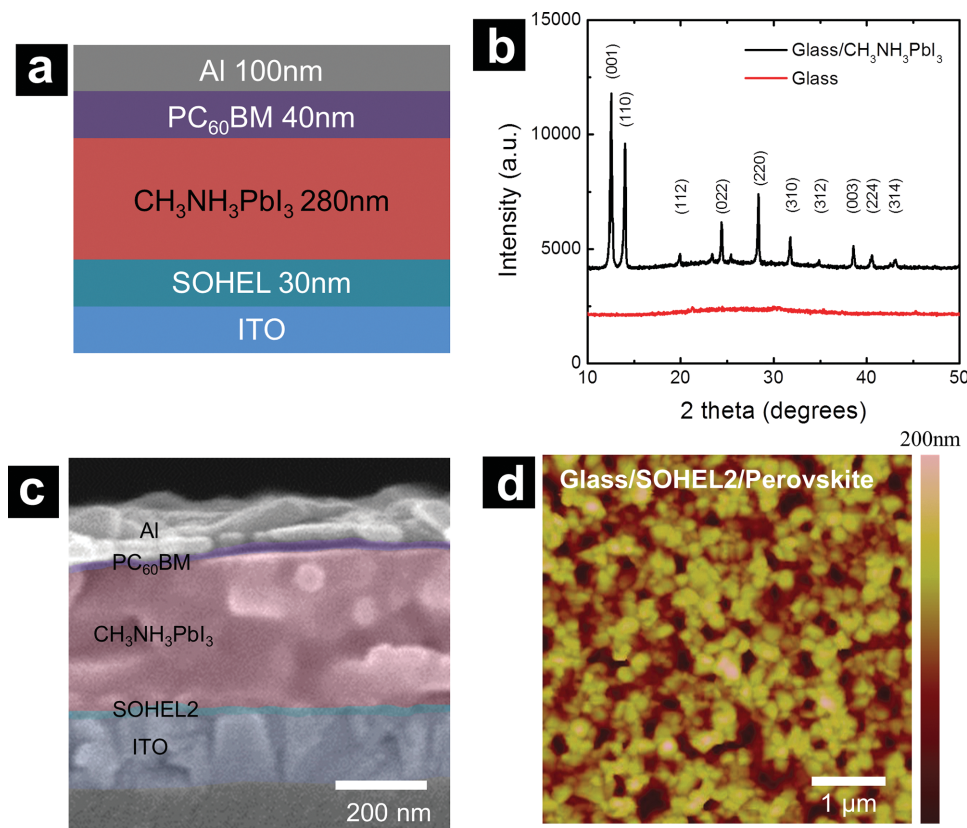 a
Al 100nm
PC₆₀BM 40nm
CH₃NH₃PbI₃ 280nm
SOHEL 30nm
ITO
b
15000
10000
5000
0
Intensity (a.u.)
Glass/CH₃NH₃PbI₃
Glass
(001)
(110)
(112)
(022)
(220)
(310)
(312)
(003)
(224)
(314)
10
20
30
40
50
2 theta (degrees)
c
Al
PC₆₀BM
CH₃NH₃PbI₃
SOHEL2
ITO
200 nm
d
Glass/SOHEL2/Perovskite
1 µm
200nm